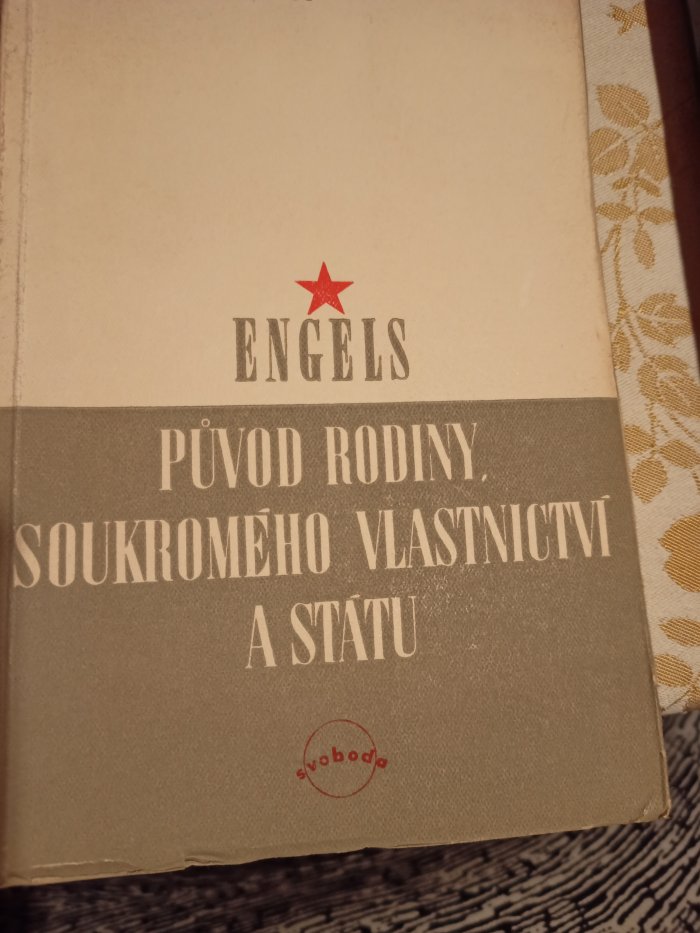 ENGELS
PŮVOD RODINY,
SOUKROMÉHO VLASTNICTVÍ
A STÁTU
svoboda